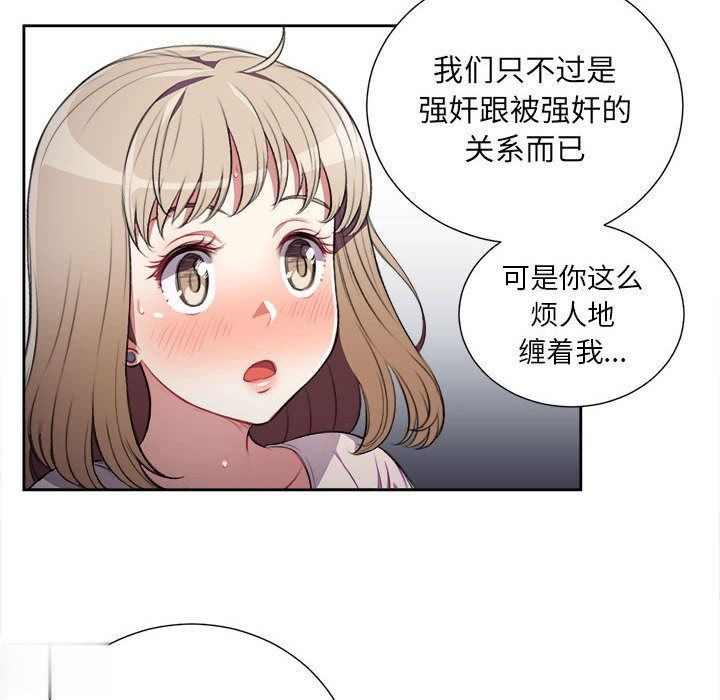 我们只不过是
强奸跟被强奸的
关系而已
可是你这么
烦人地
缠着我...